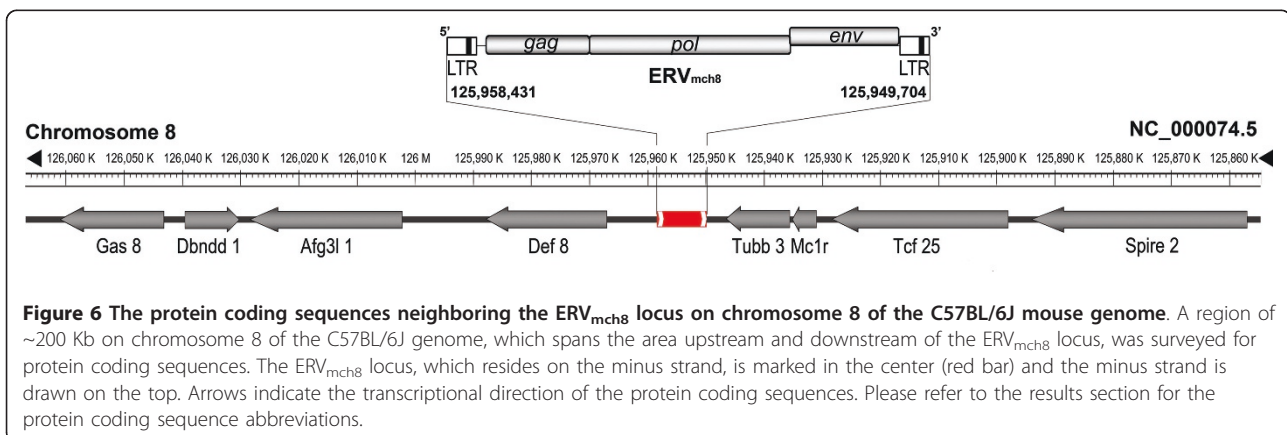 5' gag pol env 3'
LTR ERVmch8 LTR
125,958,431 125,949,704
Chromosome 8 NC_000074.5
126,060 K 126,050 K 126,040 K 126,030 K 126,020 K 126,010 K 126 M 125,990 K 125,980 K 125,970 K 125,960 K 125,950 K 125,940 K 125,930 K 125,920 K 125,910 K 125,900 K 125,890 K 125,880 K 125,870 K 125,860 K
Gas 8 Dbndd 1 Afg3l 1 Def 8 Tubb 3 Mc1r Tcf 25 Spire 2
Figure 6 The protein coding sequences neighboring the ERVmch8 locus on chromosome 8 of the C57BL/6J mouse genome. A region of
~200 Kb on chromosome 8 of the C57BL/6J genome, which spans the area upstream and downstream of the ERVmch8 locus, was surveyed for
protein coding sequences. The ERVmch8 locus, which resides on the minus strand, is marked in the center (red bar) and the minus strand is
drawn on the top. Arrows indicate the transcriptional direction of the protein coding sequences. Please refer to the results section for the
protein coding sequence abbreviations.